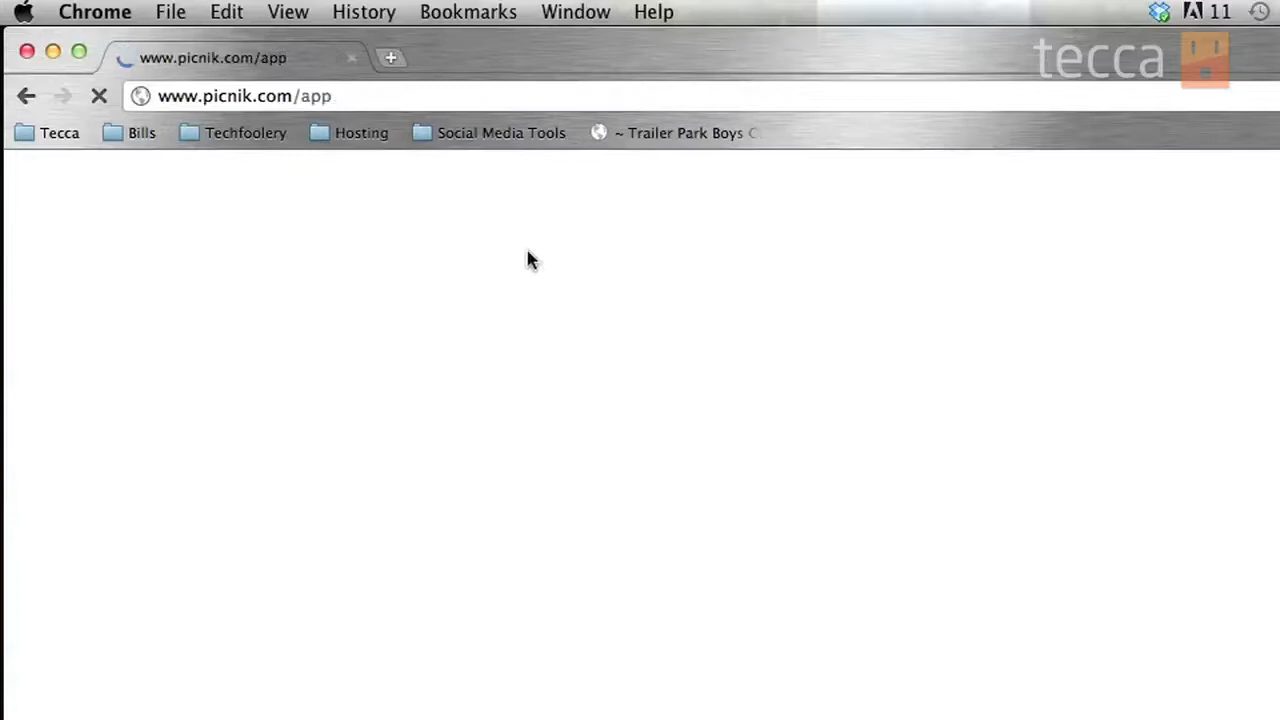 Chrome File Edit View History Bookmarks Window Help 11
www.picnik.com/app
tecca
www.picnik.com/app
Tecca Bills Techfoolery Hosting Social Media Tools ~ Trailer Park Boys C